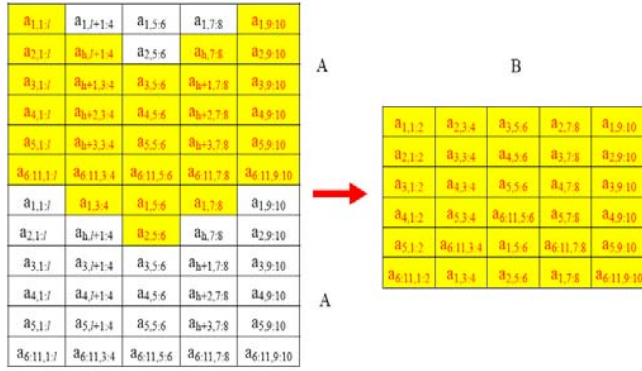 a1,1:l a1,l+1:4 a1,5:6 a1,7:8 a1,9:10
a2,1:l ah,l+1:4 a2,5:6 ah,7:8 a2,9:10
A
B
a3,1:l ah+1,3:4 a3,5:6 ah+1,7:8 a3,9:10
a4,1:l ah+2,3:4 a4,5:6 ah+2,7:8 a4,9:10
a5,1:l ah+3,3:4 a5,5:6 ah+3,7:8 a5,9:10
a6:11,1:l a6:11,3:4 a6:11,5:6 a6:11,7:8 a6:11,9:10
a1,1:l a1,3:4 a1,5:6 a1,7:8 a1,9:10
a2,1:l ah,l+1:4 a2,5:6 ah,7:8 a2,9:10
a3,1:l a3,l+1:4 a3,5:6 ah+1,7:8 a3,9:10
a4,1:l a4,l+1:4 a4,5:6 ah+2,7:8 a4,9:10
A
a5,1:l a5,l+1:4 a5,5:6 ah+3,7:8 a5,9:10
a6:11,1:l a6:11,3:4 a6:11,5:6 a6:11,7:8 a6:11,9:10
a1,1:2 a2,3:4 a3,5:6 a2,7:8 a1,9:10
a2,1:2 a3,3:4 a4,5:6 a3,7:8 a2,9:10
a3,1:2 a4,3:4 a5,5:6 a4,7:8 a3,9:10
a4,1:2 a5,3:4 a6:11,5:6 a5,7:8 a4,9:10
a5,1:2 a6:11,3:4 a1,5:6 a6:11,7:8 a5,9:10
a6:11,1:2 a1,3:4 a2,5:6 a1,7:8 a6:11,9:10